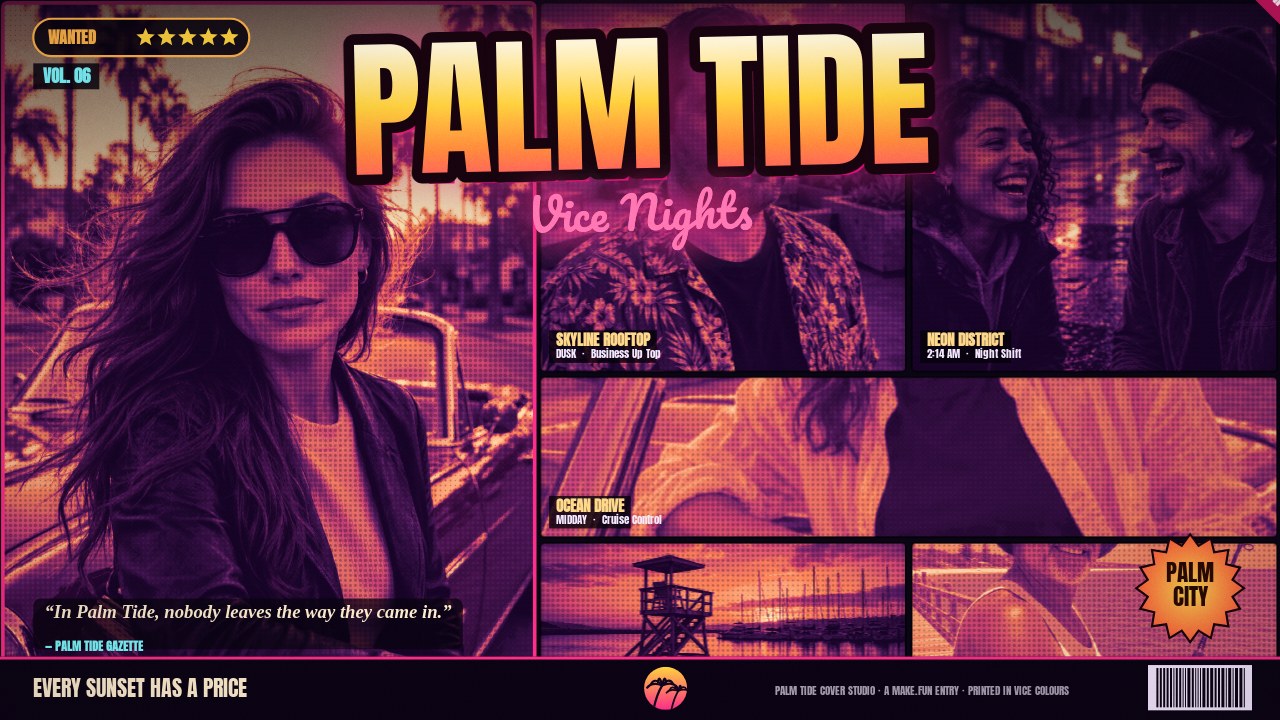 WANTED ★★★★★
VOL. 06
PALM TIDE
Vice Nights
SKYLINE ROOFTOP
DUSK · Business Up Top
NEON DISTRICT
2:14 AM · Night Shift
OCEAN DRIVE
MIDDAY · Cruise Control
PALM
CITY
“In Palm Tide, nobody leaves the way they came in.”
– PALM TIDE GAZETTE
EVERY SUNSET HAS A PRICE
PALM TIDE COVER STUDIO · A MAKE.FUN ENTRY · PRINTED IN VICE COLOURS